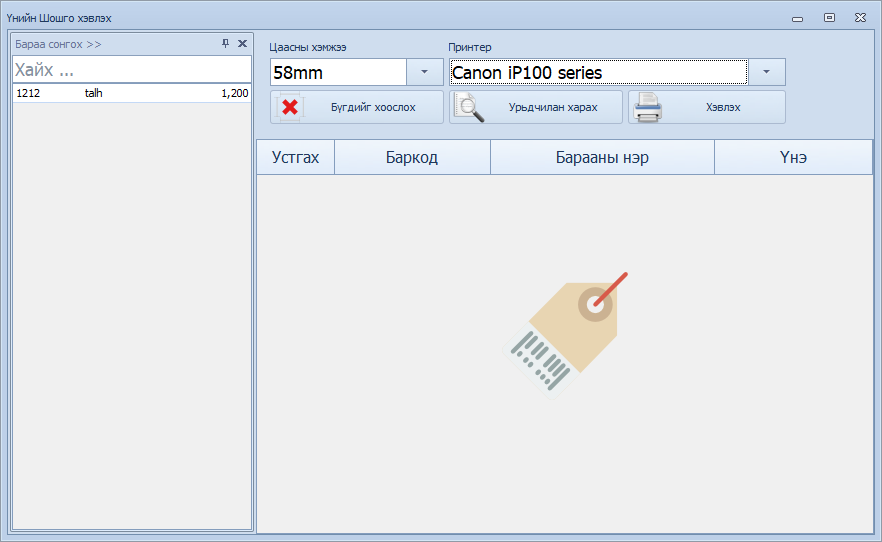 Үнийн Шошго хэвлэх
Бараа сонгох >>
Хайх ...
1212 talh 1,200
Цаасны хэмжээ
Принтер
58mm
Canon iP100 series
Бүгдийг хоослох
Урьдчилан харах
Хэвлэх
Устгах Баркод Барааны нэр Үнэ